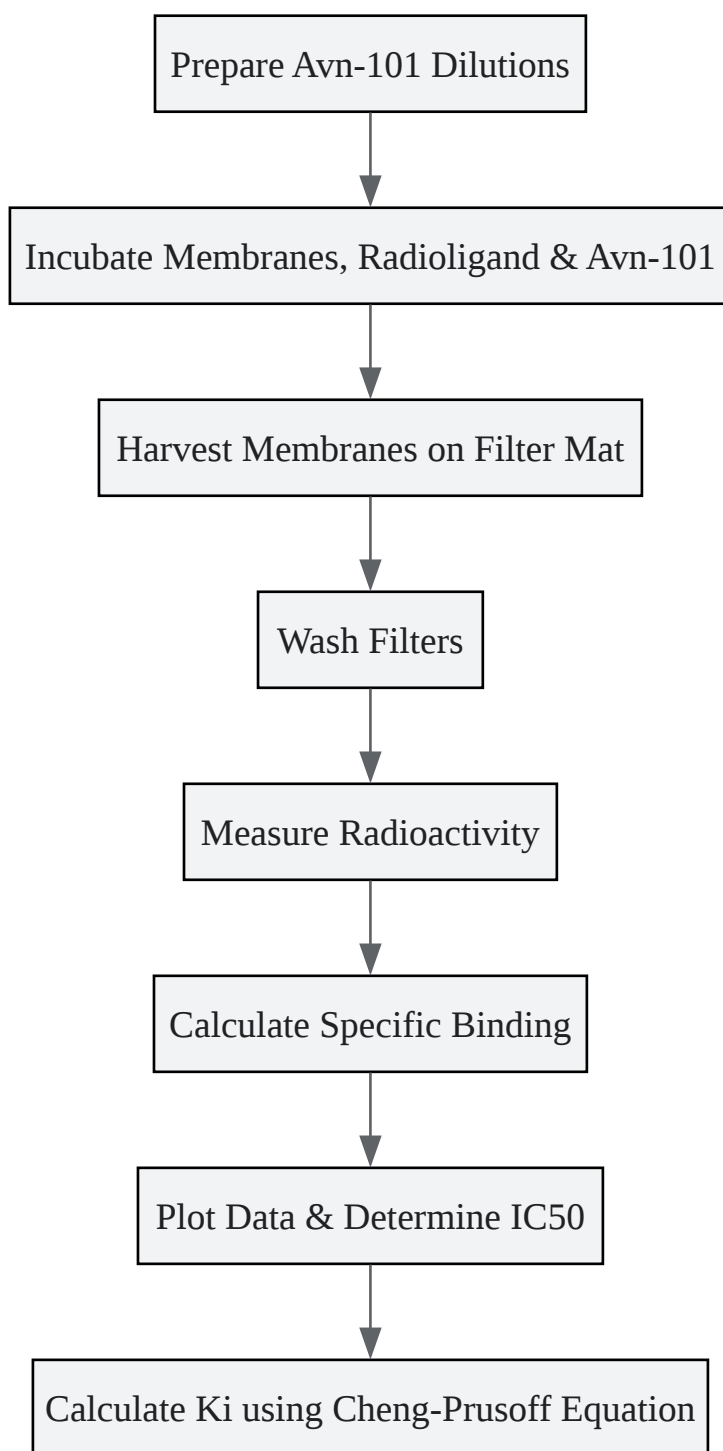 Prepare Avn-101 Dilutions
Incubate Membranes, Radioligand & Avn-101
Harvest Membranes on Filter Mat
Wash Filters
Measure Radioactivity
Calculate Specific Binding
Plot Data & Determine IC50
Calculate Ki using Cheng-Prusoff Equation